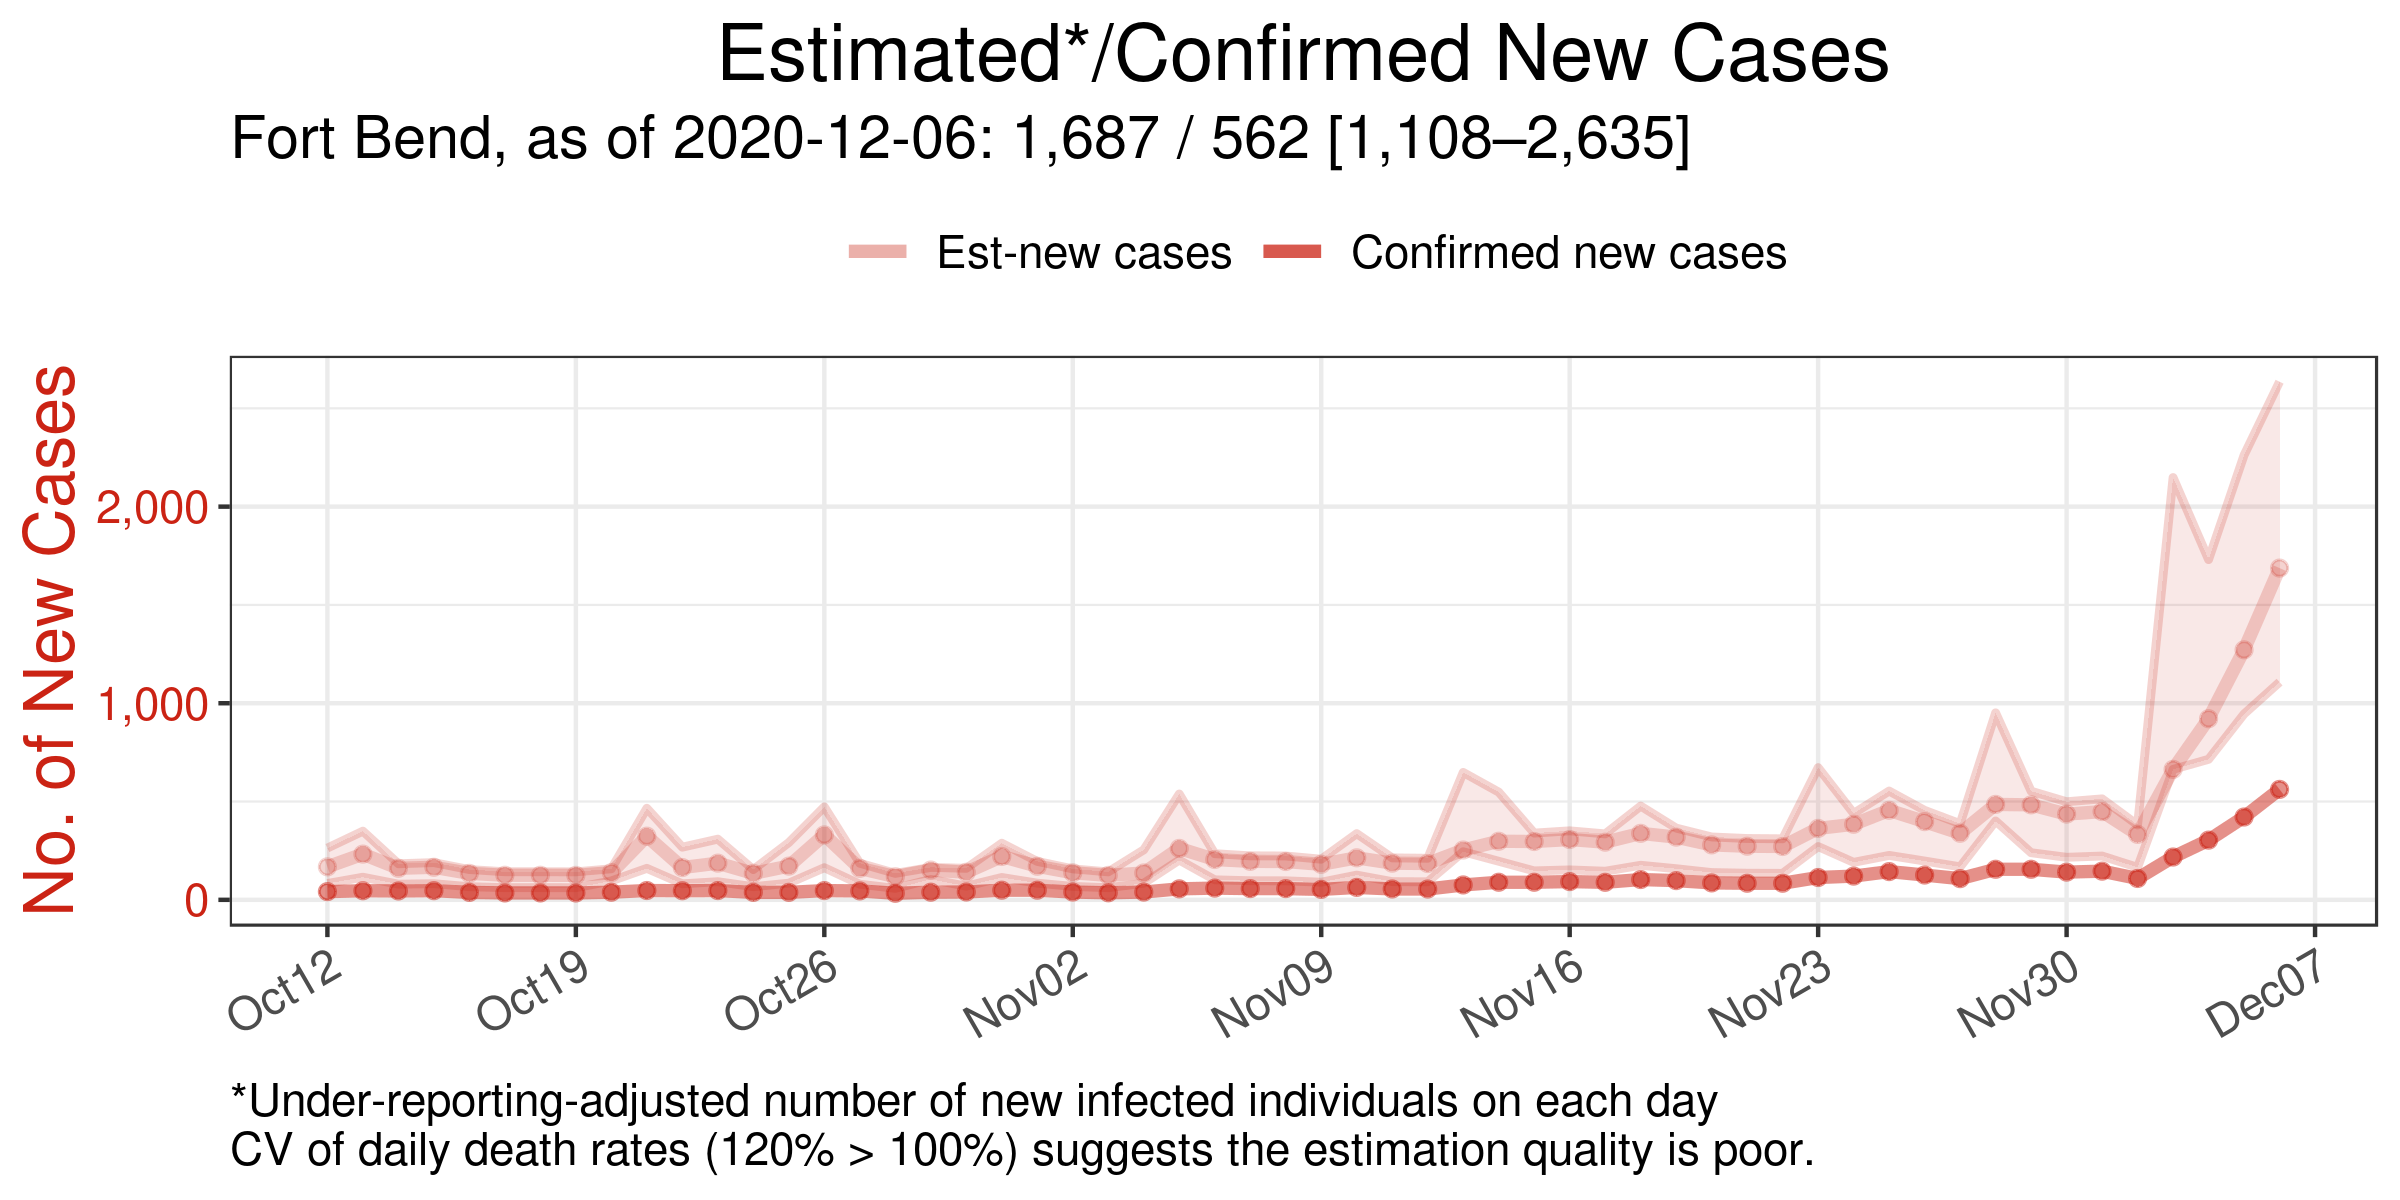 Estimated*/Confirmed New Cases
Fort Bend, as of 2020-12-06: 1,687 / 562 [1,108–2,635]
Est-new cases
Confirmed new cases
No. of New Cases
2,000
1,000
0
Oct12
Oct19
Oct26
Nov02
Nov09
Nov16
Nov23
Nov30
Dec07
*Under-reporting-adjusted number of new infected individuals on each day
CV of daily death rates (120% > 100%) suggests the estimation quality is poor.